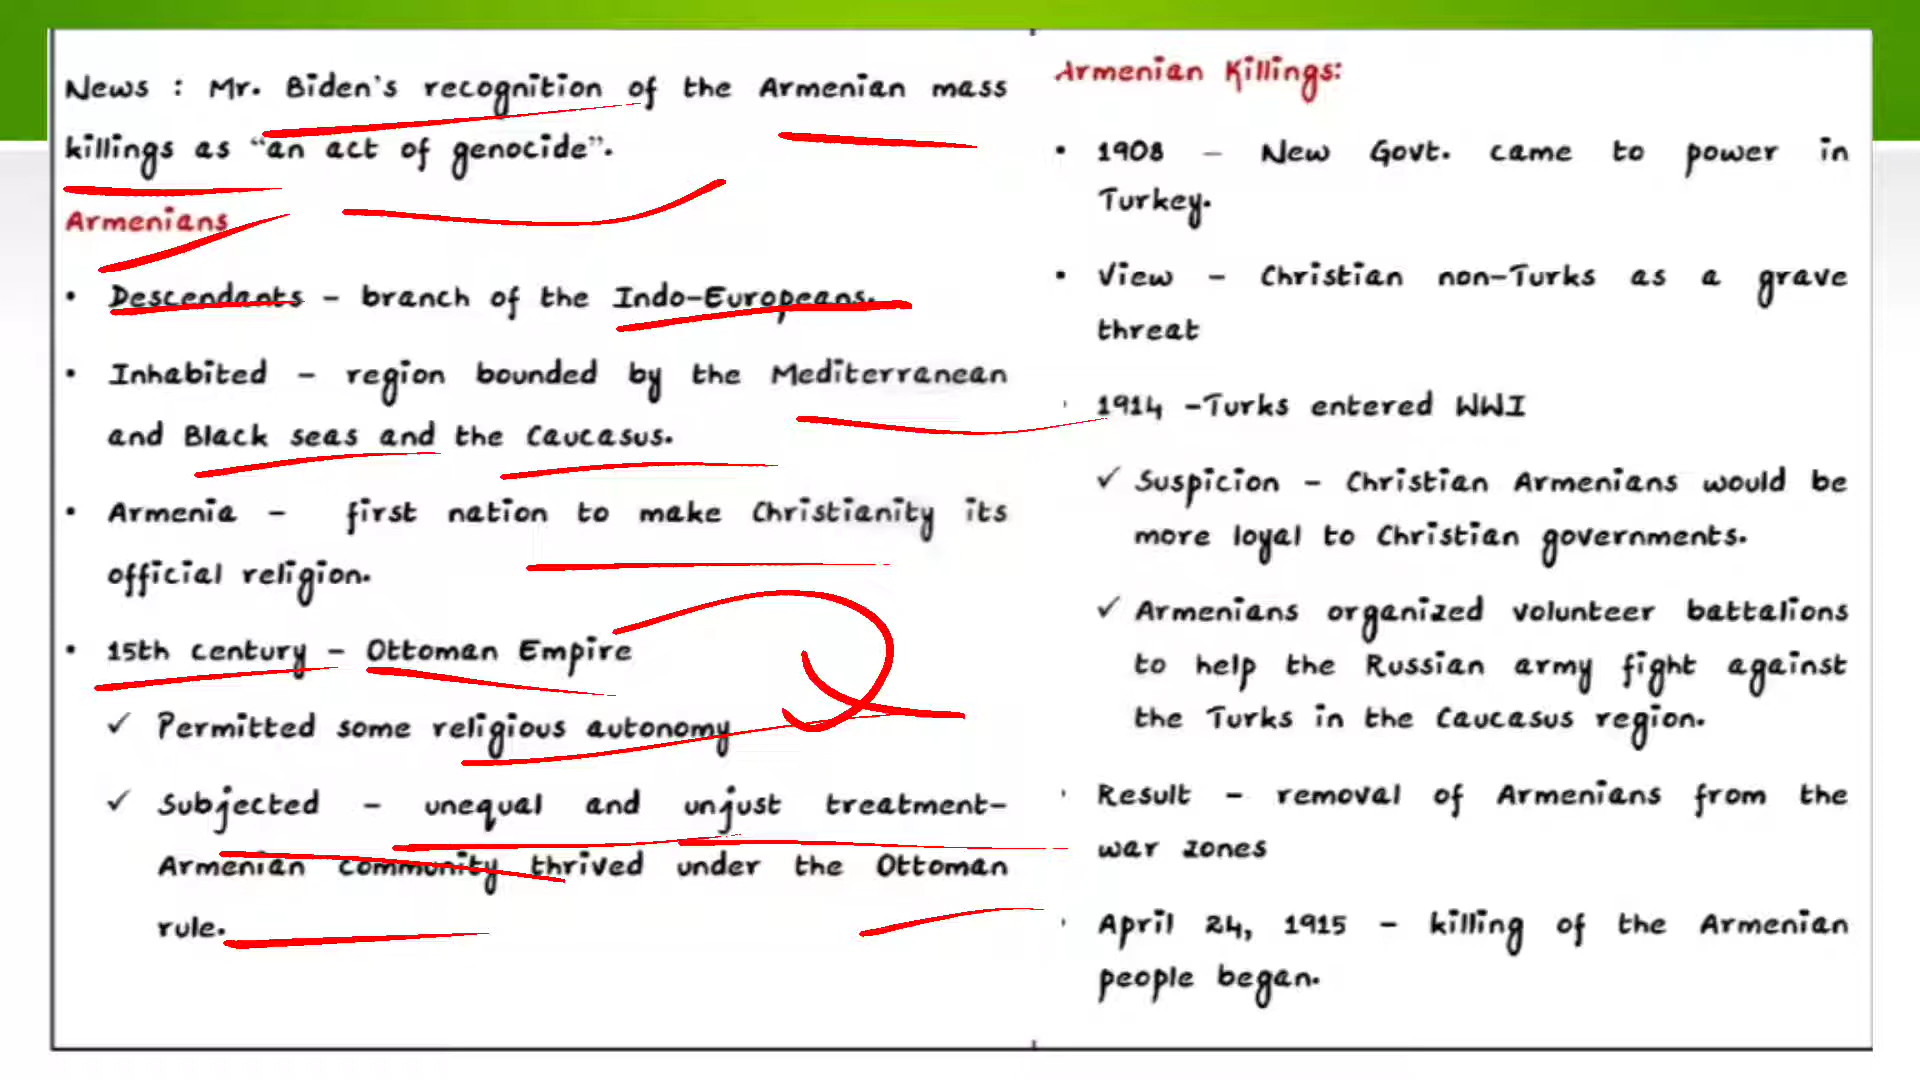 News : Mr. Biden's recognition of the Armenian mass
killings as "an act of genocide".
Armenians
• Descendants - branch of the Indo-Europeans.
• Inhabited - region bounded by the Mediterranean
and Black seas and the Caucasus.
• Armenia - first nation to make Christianity its
official religion.
• 15th century - Ottoman Empire
✓ Permitted some religious autonomy
✓ Subjected - unequal and unjust treatment-
Armenian community thrived under the Ottoman
rule.
Armenian Killings:
• 1908 - New Govt. came to power in
Turkey.
• View - Christian non-Turks as a grave
threat
• 1914 -Turks entered WWI
✓ Suspicion - Christian Armenians would be
more loyal to Christian governments.
✓ Armenians organized volunteer battalions
to help the Russian army fight against
the Turks in the Caucasus region.
• Result - removal of Armenians from the
war zones
• April 24, 1915 - killing of the Armenian
people began.